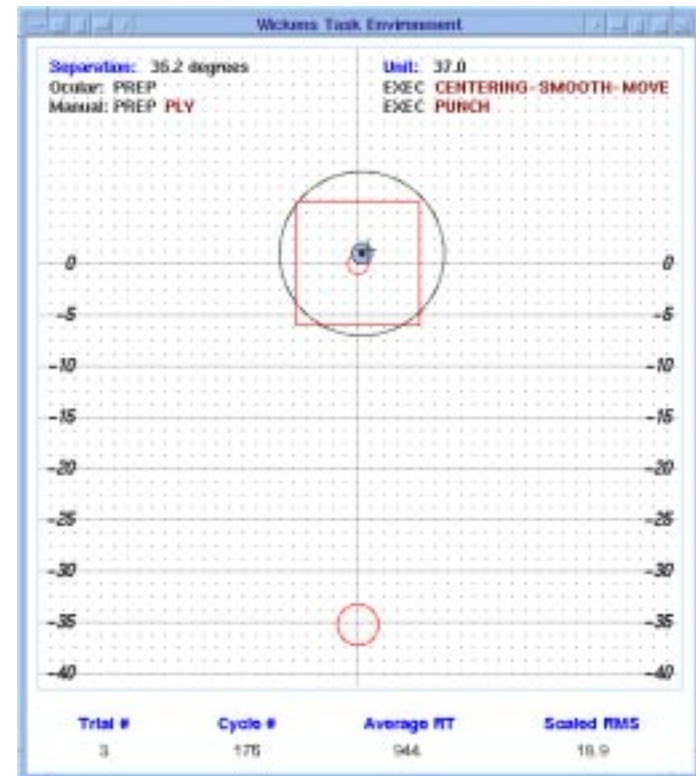 Wickens Task Environment
Separation: 35.2 degrees Unit: 37.0
Ocular: PREP EXEC CENTERING-SMOOTH-MOVE
Manual: PREP PLY EXEC PUNCH
0 0
-5 -5
-10 -10
-15 -15
-20 -20
-25 -25
-30 -30
-35 -35
-40 -40
Trial # Cycle # Average RT Scaled RMS
3 176 944 18.9